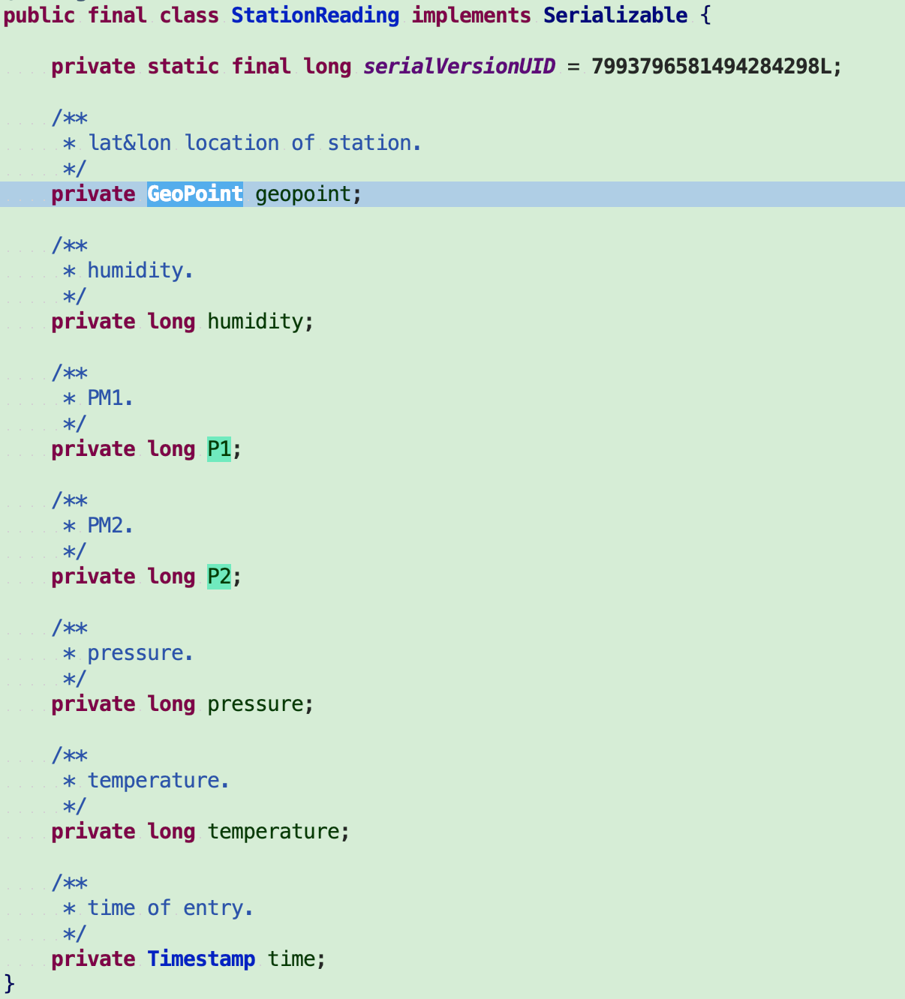 public final class StationReading implements Serializable {
private static final long serialVersionUID = 7993796581494284298L;
/**
* lat&lon location of station.
*/
private GeoPoint geopoint;
/**
* humidity.
*/
private long humidity;
/**
* PM1.
*/
private long P1;
/**
* PM2.
*/
private long P2;
/**
* pressure.
*/
private long pressure;
/**
* temperature.
*/
private long temperature;
/**
* time of entry.
*/
private Timestamp time;
}